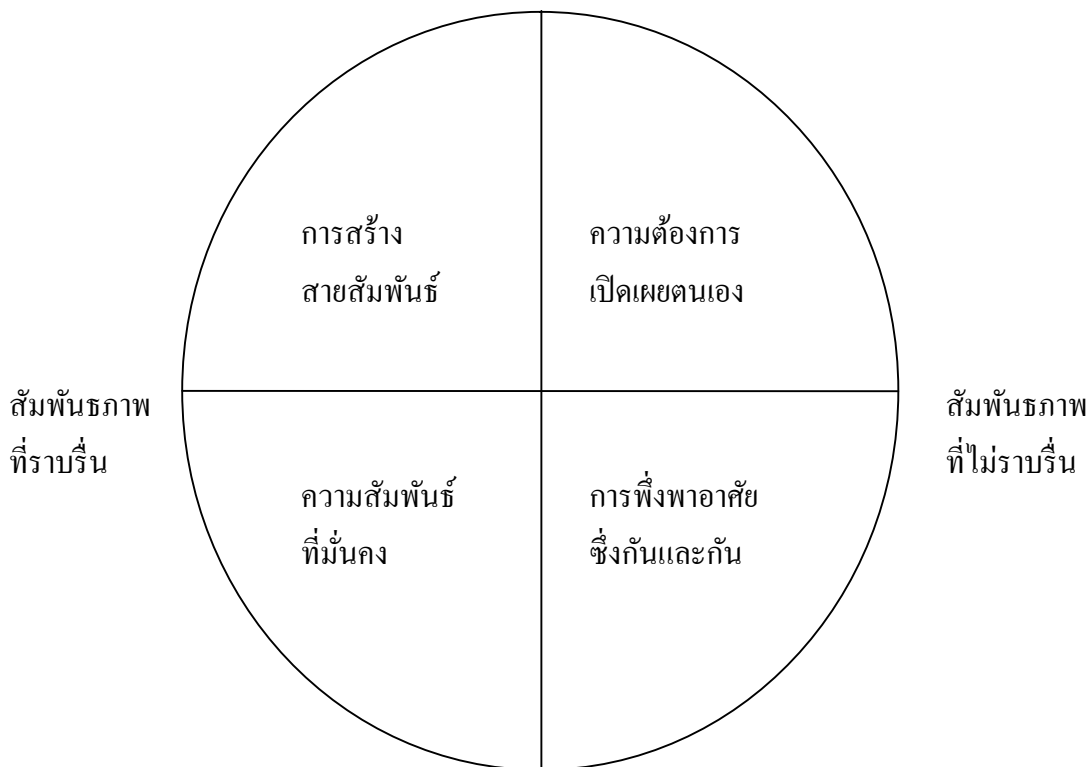 การสร้าง
สายสัมพันธ์
ความต้องการ
เปิดเผยตนเอง
สัมพันธภาพ
ที่ราบรื่น
สัมพันธภาพ
ที่ไม่ราบรื่น
ความสัมพันธ์
ที่มั่นคง
การพึ่งพาอาศัย
ซึ่งกันและกัน